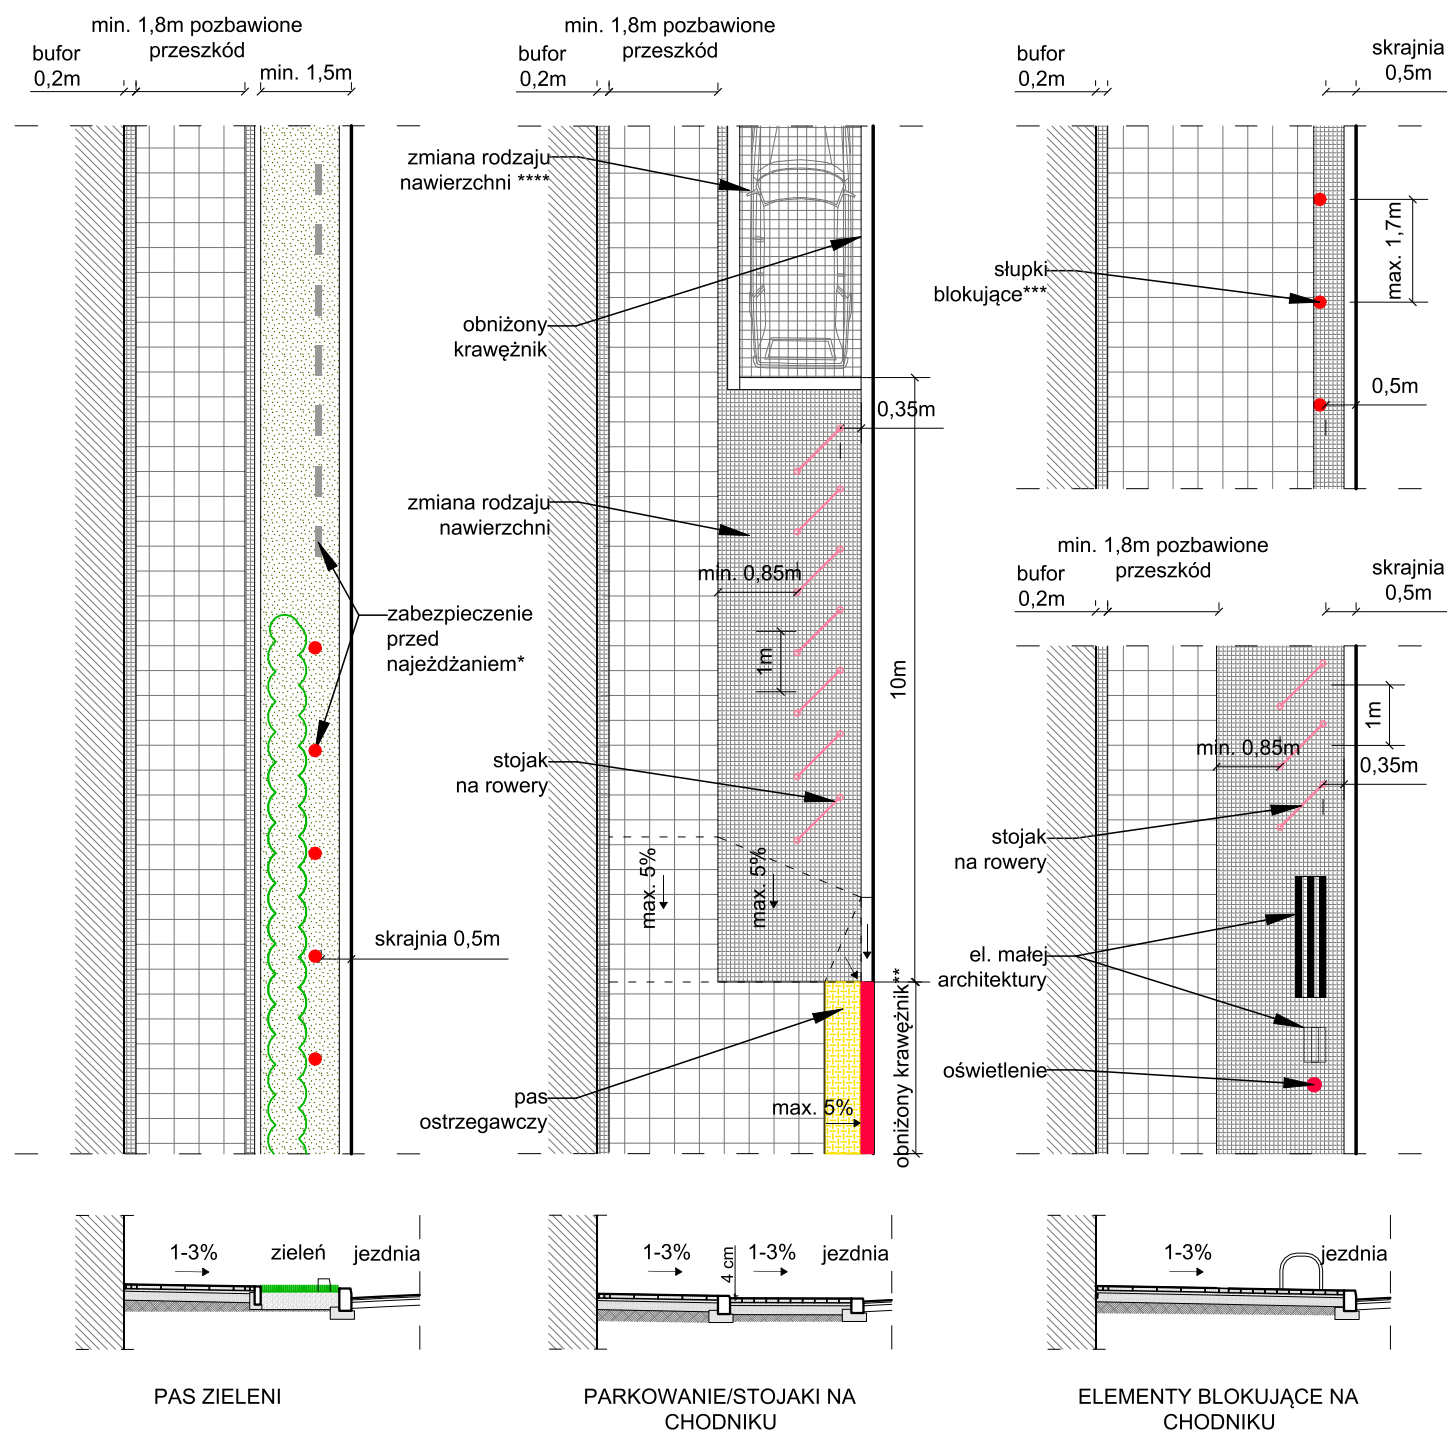 min. 1,8m pozbawione
przeszkód
bufor
0,2m
min. 1,5m
zabezpieczenie
przed
najeżdżaniem*
skrajnia 0,5m
1-3%
zieleń
jezdnia
PAS ZIELENI
min. 1,8m pozbawione
przeszkód
bufor
0,2m
zmiana rodzaju
nawierzchni ****
obniżony
krawężnik
0,35m
zmiana rodzaju
nawierzchni
min. 0,85m
1m
10m
stojak
na rowery
max. 5%
max. 5%
obniżony krawężnik**
pas
ostrzegawczy
max. 5%
1-3%
4 cm
1-3%
jezdnia
PARKOWANIE/STOJAKI NA
CHODNIKU
bufor
0,2m
skrajnia
0,5m
max. 1,7m
słupki
blokujące***
0,5m
min. 1,8m pozbawione
przeszkód
bufor
0,2m
skrajnia
0,5m
1m
min. 0,85m
0,35m
stojak
na rowery
el. małej
architektury
oświetlenie
1-3%
jezdnia
ELEMENTY BLOKUJĄCE NA
CHODNIKU